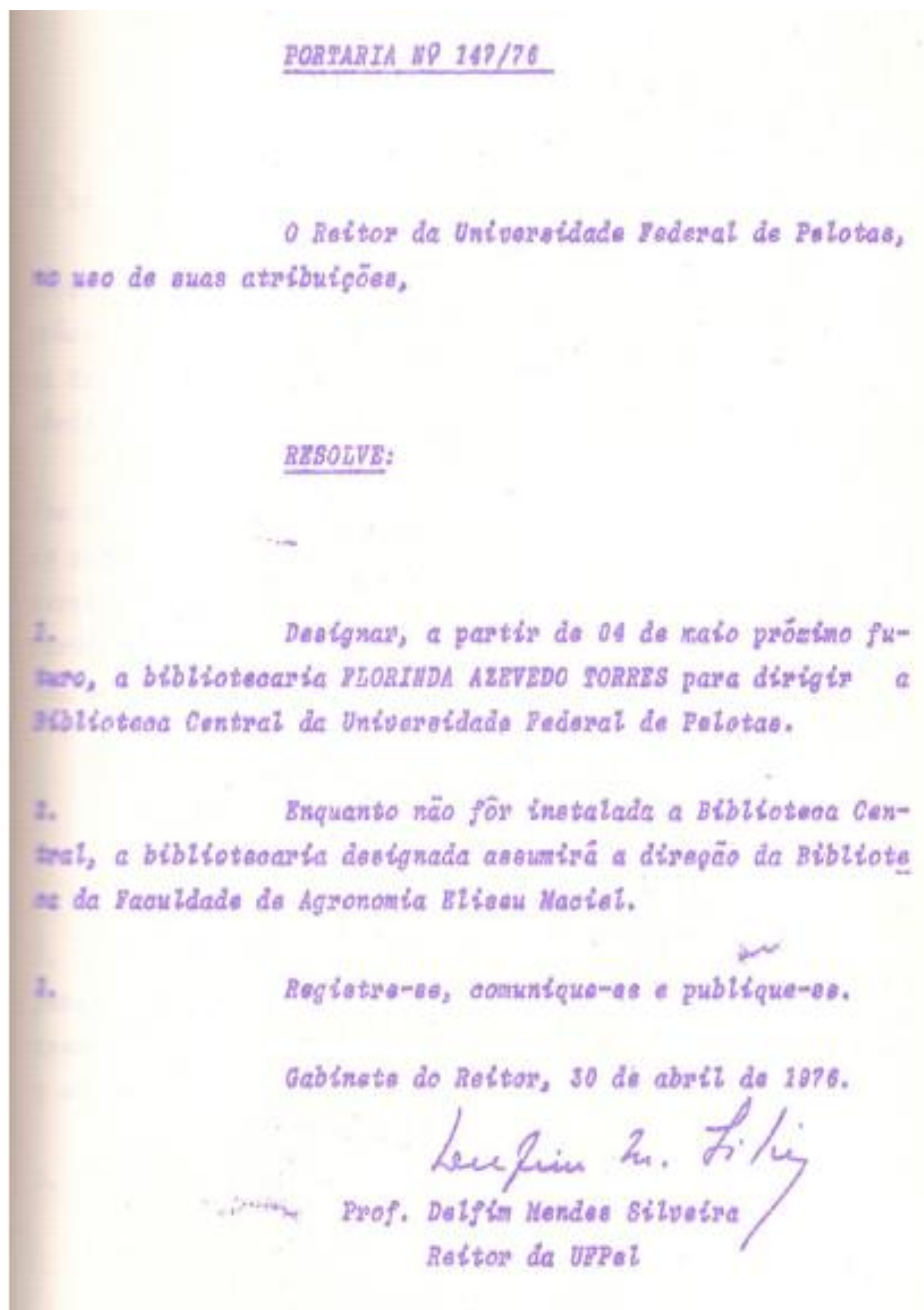 PORTARIA Nº 147/76
O Reitor da Universidade Federal de Pelotas,
no uso de suas atribuições,
RESOLVE:
1. Designar, a partir de 04 de maio próximo fu-
turo, a bibliotecaria FLORINDA AZEVEDO TORRES para dirigir a
Biblioteca Central da Universidade Federal de Pelotas.
2. Enquanto não fôr instalada a Biblioteca Cen-
tral, a bibliotecaria designada assumirá a direção da Bibliote
ca da Faculdade de Agronomia Eliseu Maciel.
3. Registre-se, comunique-se e publique-se.
Gabinete do Reitor, 30 de abril de 1976.
Prof. Delfim Mendes Silveira
Reitor da UFPel